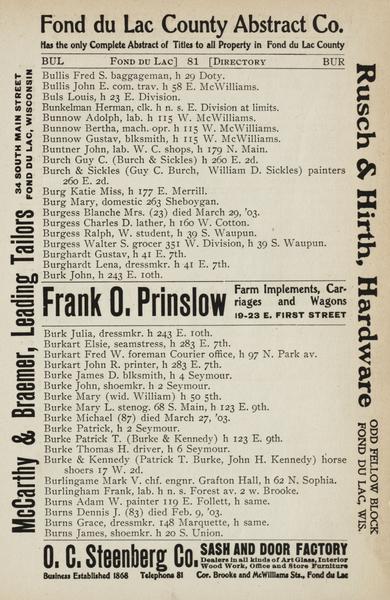 Fond du Lac County Abstract Co.
Has the only Complete Abstract of Titles to all Property in Fond du Lac County
BUL FOND DU LAC] 81 [DIRECTORY BUR
Bullis Fred S. baggageman, h 29 Doty.
Bullis John E. com. trav. h 58 E. McWilliams.
Buls Louis, h 23 E. Division.
Bunkelman Herman, clk h n. s. E. Division at limits.
Bunnow Adolph, lab. h 115 W. McWilliams.
Bunnow Bertha, mach. opr. h 115 W. McWilliams.
Bunnow Gustav, blksmith, h 115 W. McWilliams.
Buntner John, lab. W. C. shops, h 179 N. Main.
Burch Guy C. (Burch & Sickles) h 260 E. 2d.
Burch & Sickles (Guy C. Burch, William D. Sickles) painters
260 E. 2d.
Burg Katie Miss, h 177 E. Merrill.
Burg Mary, domestic 263 Sheboygan.
Burgess Blanche Mrs. (23) died March 29, '03.
Burgess Charles D. lather, h 160 W. Cotton.
Burgess Ralph, W. student, h 39 S. Waupun.
Burgess Walter S. grocer 351 W. Division, h 39 S. Waupun.
Burghardt Gustav, h 41 E. 7th.
Burghardt Lena, dressmkr. h 41 E. 7th.
Burk John, h 243 E. 10th.
Frank O. Prinslow
Farm Implements, Car-
riages and Wagons
19-23 E. FIRST STREET
Burk Julia, dressmkr. h 243 E. 10th.
Burkart Elsie, seamstress, h 283 E. 7th.
Burkart Fred W. foreman Courier office, h 97 N. Park av.
Burkart John R. printer, h 283 E. 7th.
Burke James D. blksmith, h 4 Seymour.
Burke John, shoemkr. h 2 Seymour.
Burke Mary (wid. William) h 50 5th.
Burke Mary L. stenog. 68 S. Main, h 123 E. 9th.
Burke Michael (87) died March 27, '03.
Burke Patrick, h 2 Seymour.
Burke Patrick T. (Burke & Kennedy) h 123 E. 9th.
Burke Thomas H. driver, h 6 Seymour.
Burke & Kennedy (Patrick T. Burke, John H. Kennedy) horse
shoers 17 W. 2d.
Burlingame Mark V. chf. engnr. Grafton Hall, h 62 N. Sophia.
Burlingham Frank, lab. h n. s. Forest av. 2 w. Brooke.
Burns Adam W. painter 119 E. Follett, h same.
Burns Dennis J. (83) died Feb. 9, '03.
Burns Grace, dressmkr. 148 Marquette, h same.
Burns James, shoemkr. h 20 S. Union.
O. C. Steenberg Co.
SASH AND DOOR FACTORY
Dealers in all kinds of Art Glass, Interior
Wood Work, Office and Store Furniture
Business Established 1868 Telephone 81 Cor. Brooke and McWilliams Sts., Fond du Lac
McCarthy & Braemer, Leading Tailors
34 SOUTH MAIN STREET
FOND DU LAC, WISCONSIN
Rusch & Hirth, Hardware
ODD FELLOW BLOCK
FOND DU LAC, WIS.